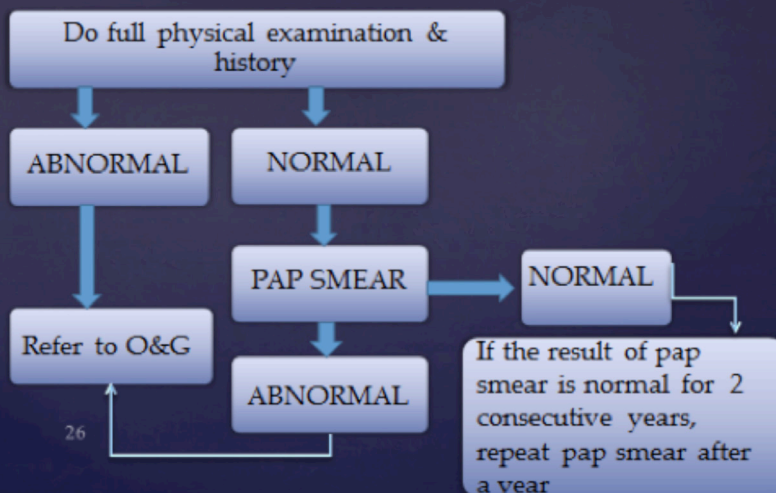 Do full physical examination &
history
ABNORMAL
NORMAL
PAP SMEAR
NORMAL
Refer to O&G
ABNORMAL
If the result of pap
smear is normal for 2
consecutive years,
repeat pap smear after
a year
26